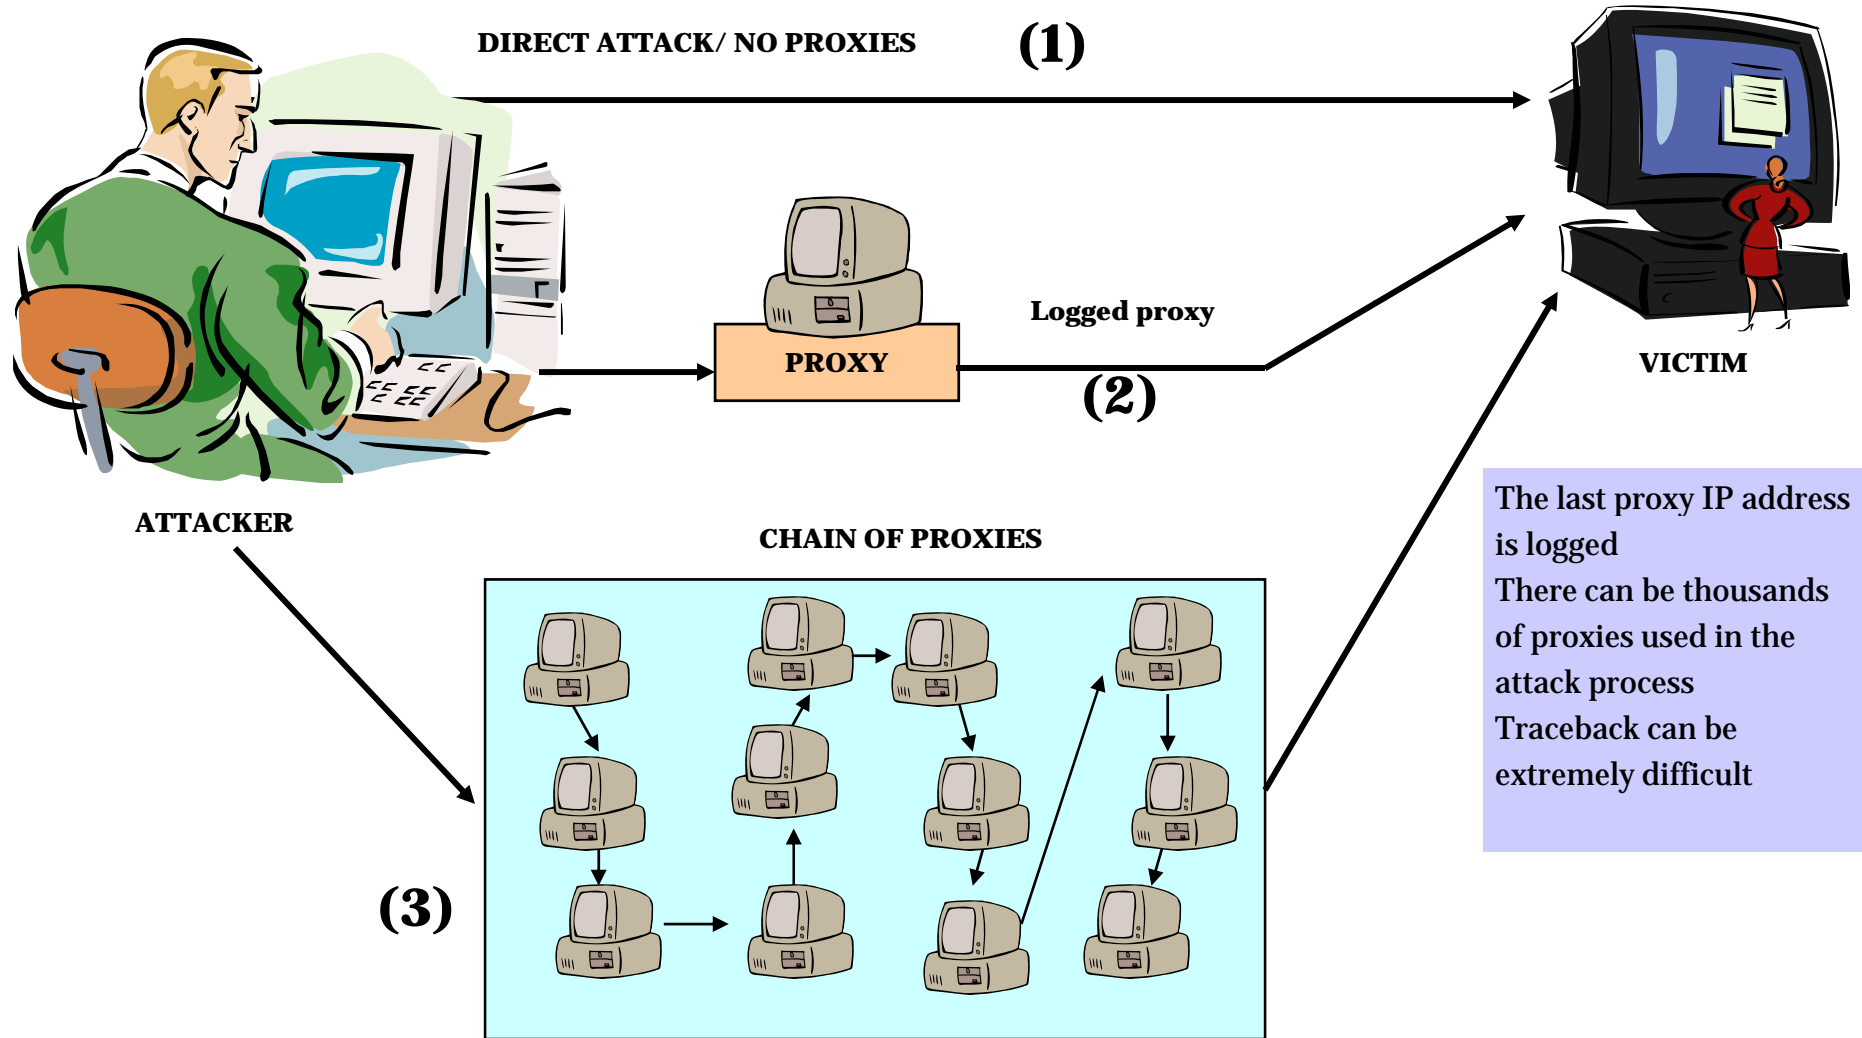 DIRECT ATTACK/ NO PROXIES
(1)
Logged proxy
PROXY
(2)
VICTIM
ATTACKER
CHAIN OF PROXIES
(3)
The last proxy IP address
is logged
There can be thousands
of proxies used in the
attack process
Traceback can be
extremely difficult